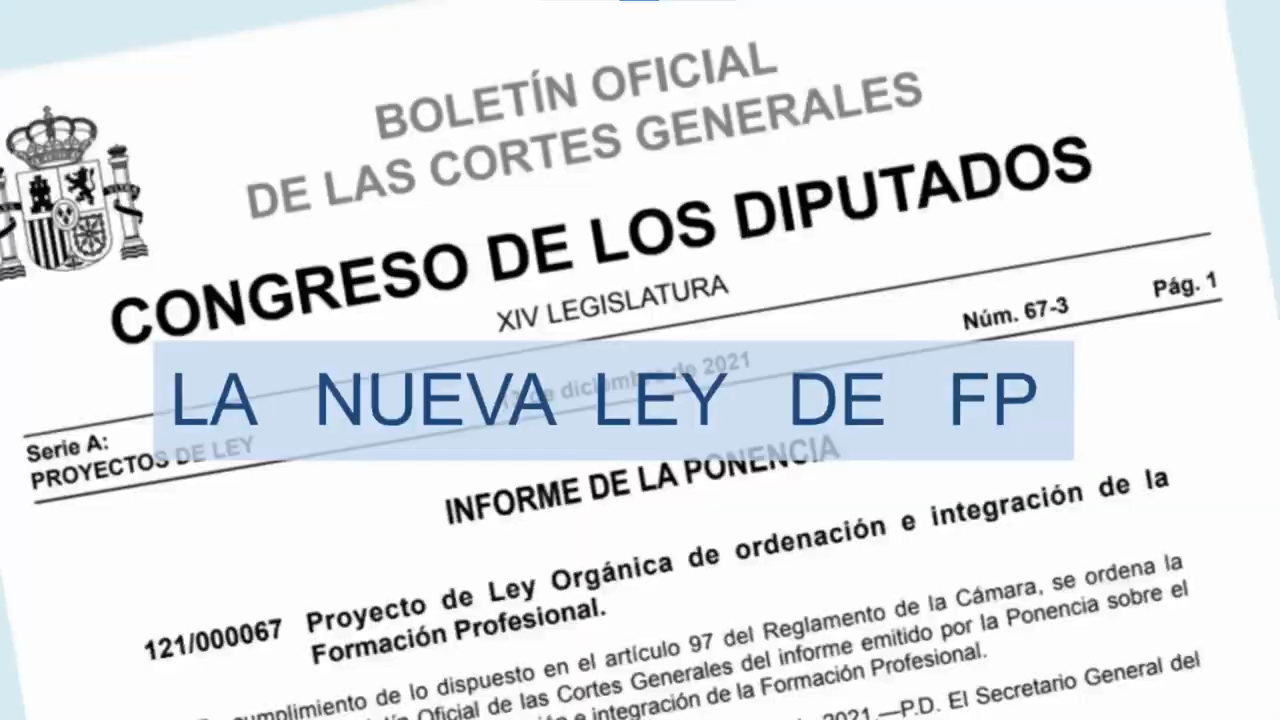 BOLETÍN OFICIAL
DE LAS CORTES GENERALES
CONGRESO DE LOS DIPUTADOS
XIV LEGISLATURA
Serie A:
PROYECTOS DE LEY
de diciembre de 2021
Núm. 67-3
Pág. 1
LA NUEVA LEY DE FP
INFORME DE LA PONENCIA
121/000067 Proyecto de Ley Orgánica de ordenación e integración de la
Formación Profesional.
cumplimiento de lo dispuesto en el artículo 97 del Reglamento de la Cámara, se ordena la
Oficial de las Cortes Generales del informe emitido por la Ponencia sobre el
e integración de la Formación Profesional.
2021.—P.D. El Secretario General del